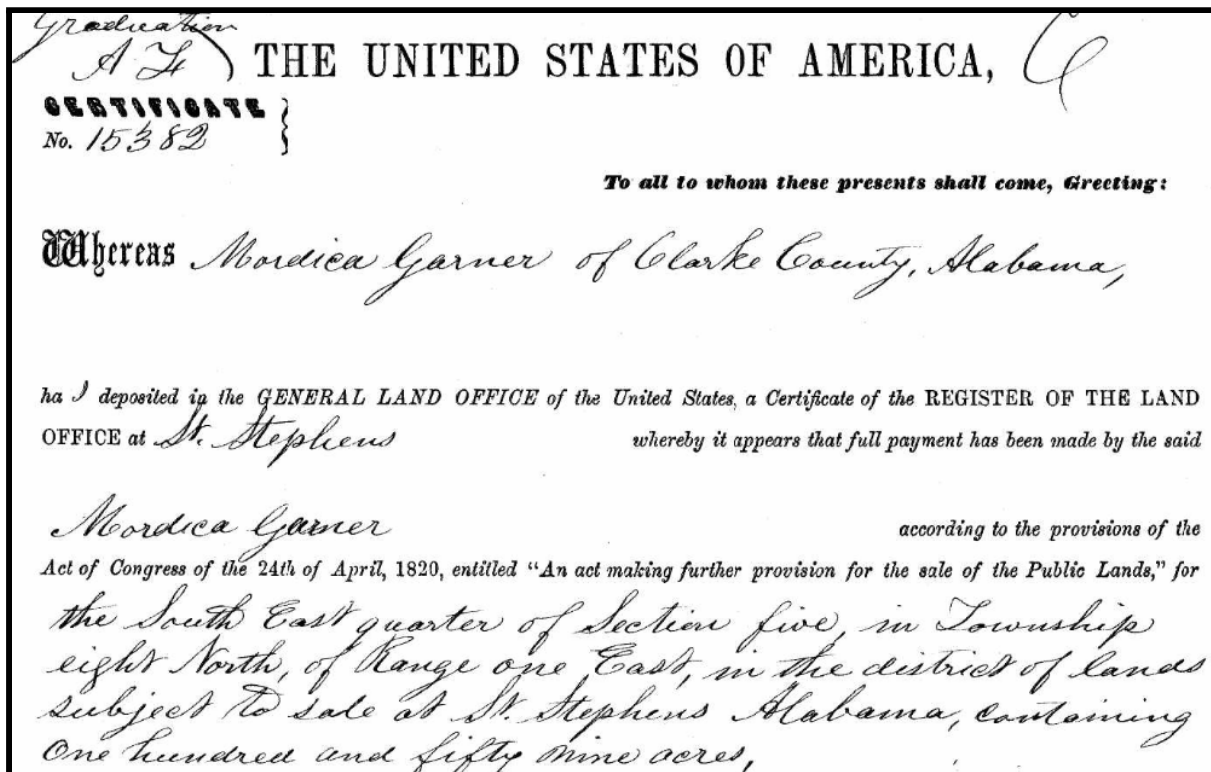 Graduation
THE UNITED STATES OF AMERICA,
CERTIFICATE
No. 15382
To all to whom these presents shall come, Greeting:
Whereas Mordica Garner of Clarke County, Alabama,
ha s deposited in the GENERAL LAND OFFICE of the United States, a Certificate of the REGISTER OF THE LAND
OFFICE at St. Stephens whereby it appears that full payment has been made by the said
Mordica Garner according to the provisions of the
Act of Congress of the 24th of April, 1820, entitled "An act making further provision for the sale of the Public Lands," for
the South East quarter of Section five, in Township
eight North, of Range one East, in the district of lands
subject to sale at St. Stephens Alabama, containing
One hundred and fifty nine acres,